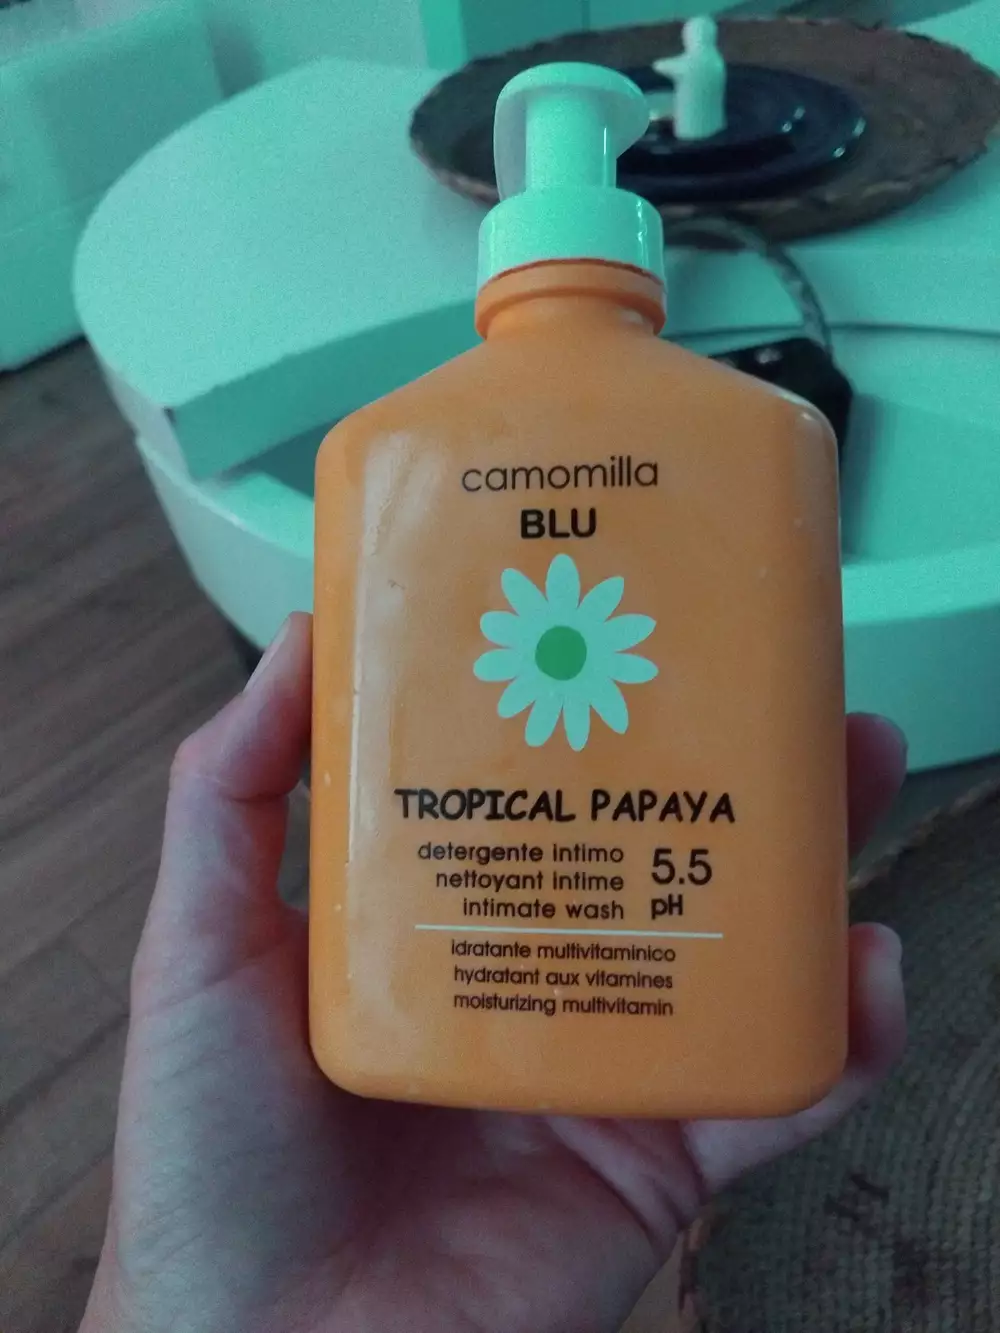 camomilla
BLU
TROPICAL PAPAYA
detergente intimo
nettoyant intime
intimate wash
5.5
pH
idratante multivitaminico
hydratant aux vitamines
moisturizing multivitamin